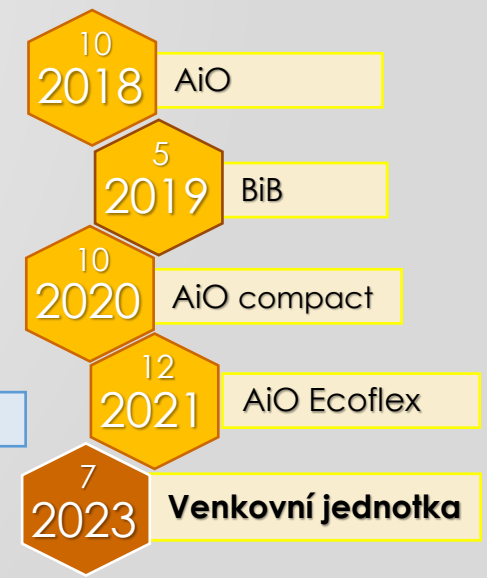 10
2018
AiO
5
2019
BiB
10
2020
AiO compact
12
2021
AiO Ecoflex
7
2023
Venkovní jednotka